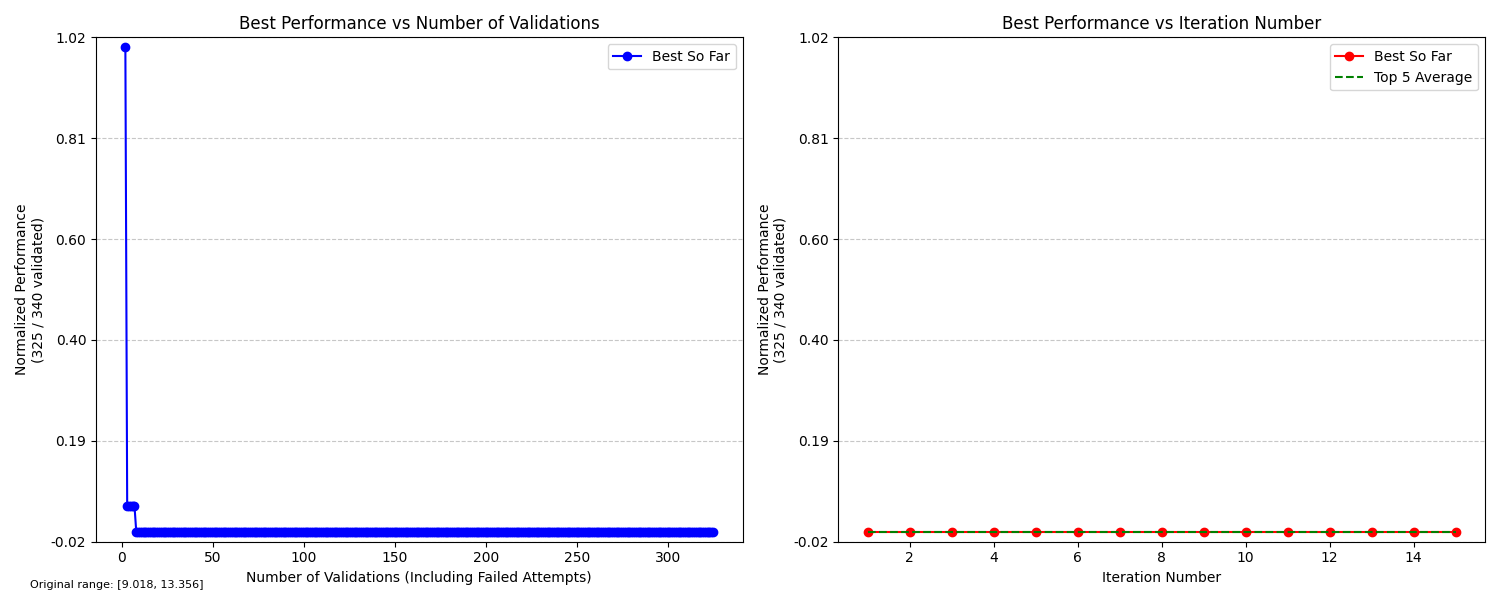 Best Performance vs Number of Validations
1.02
0.81
0.60
0.40
0.19
-0.02
Normalized Performance
(325 / 340 validated)
Best So Far
0 50 100 150 200 250 300
Number of Validations (Including Failed Attempts)
Original range: [9.018, 13.356]
Best Performance vs Iteration Number
1.02
0.81
0.60
0.40
0.19
-0.02
Normalized Performance
(325 / 340 validated)
Best So Far
Top 5 Average
2 4 6 8 10 12 14
Iteration Number